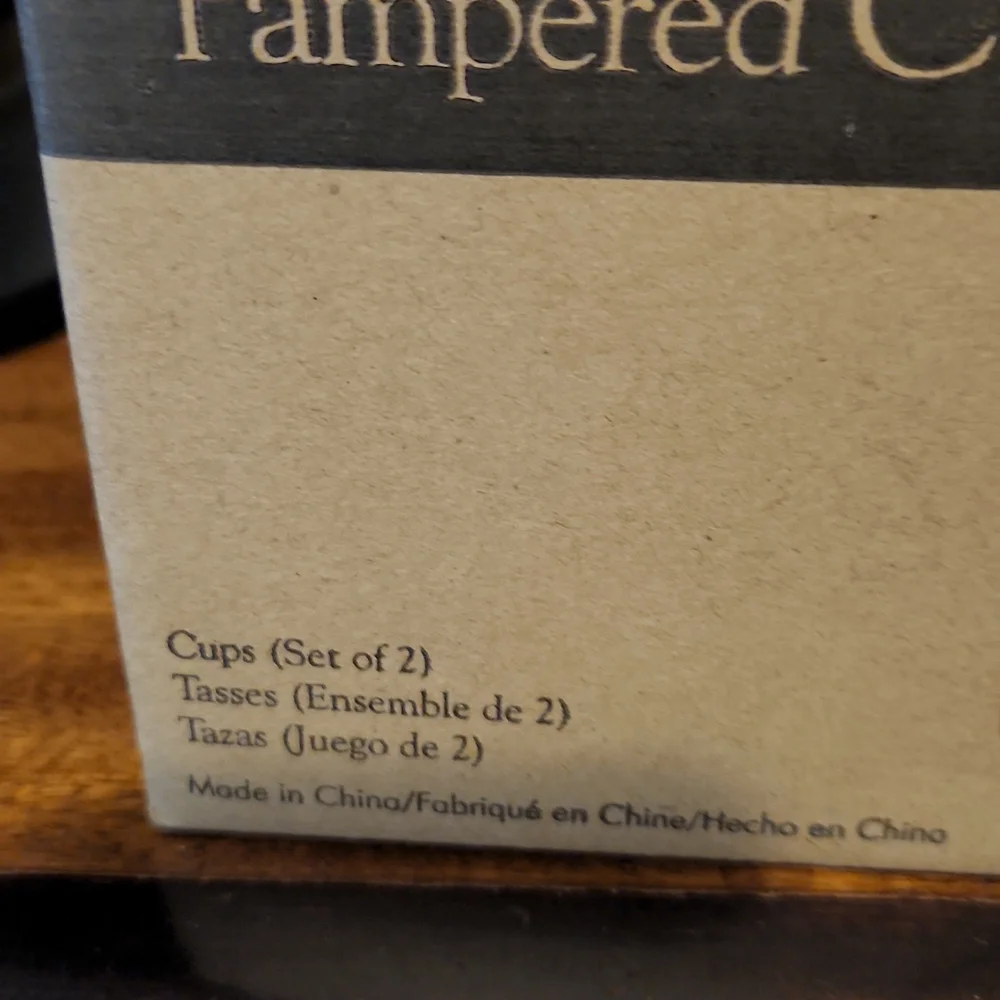 Pampered C
Cups (Set of 2)
Tasses (Ensemble de 2)
Tazas (Juego de 2)
Made in China/Fabriqué en Chine/Hecho en China